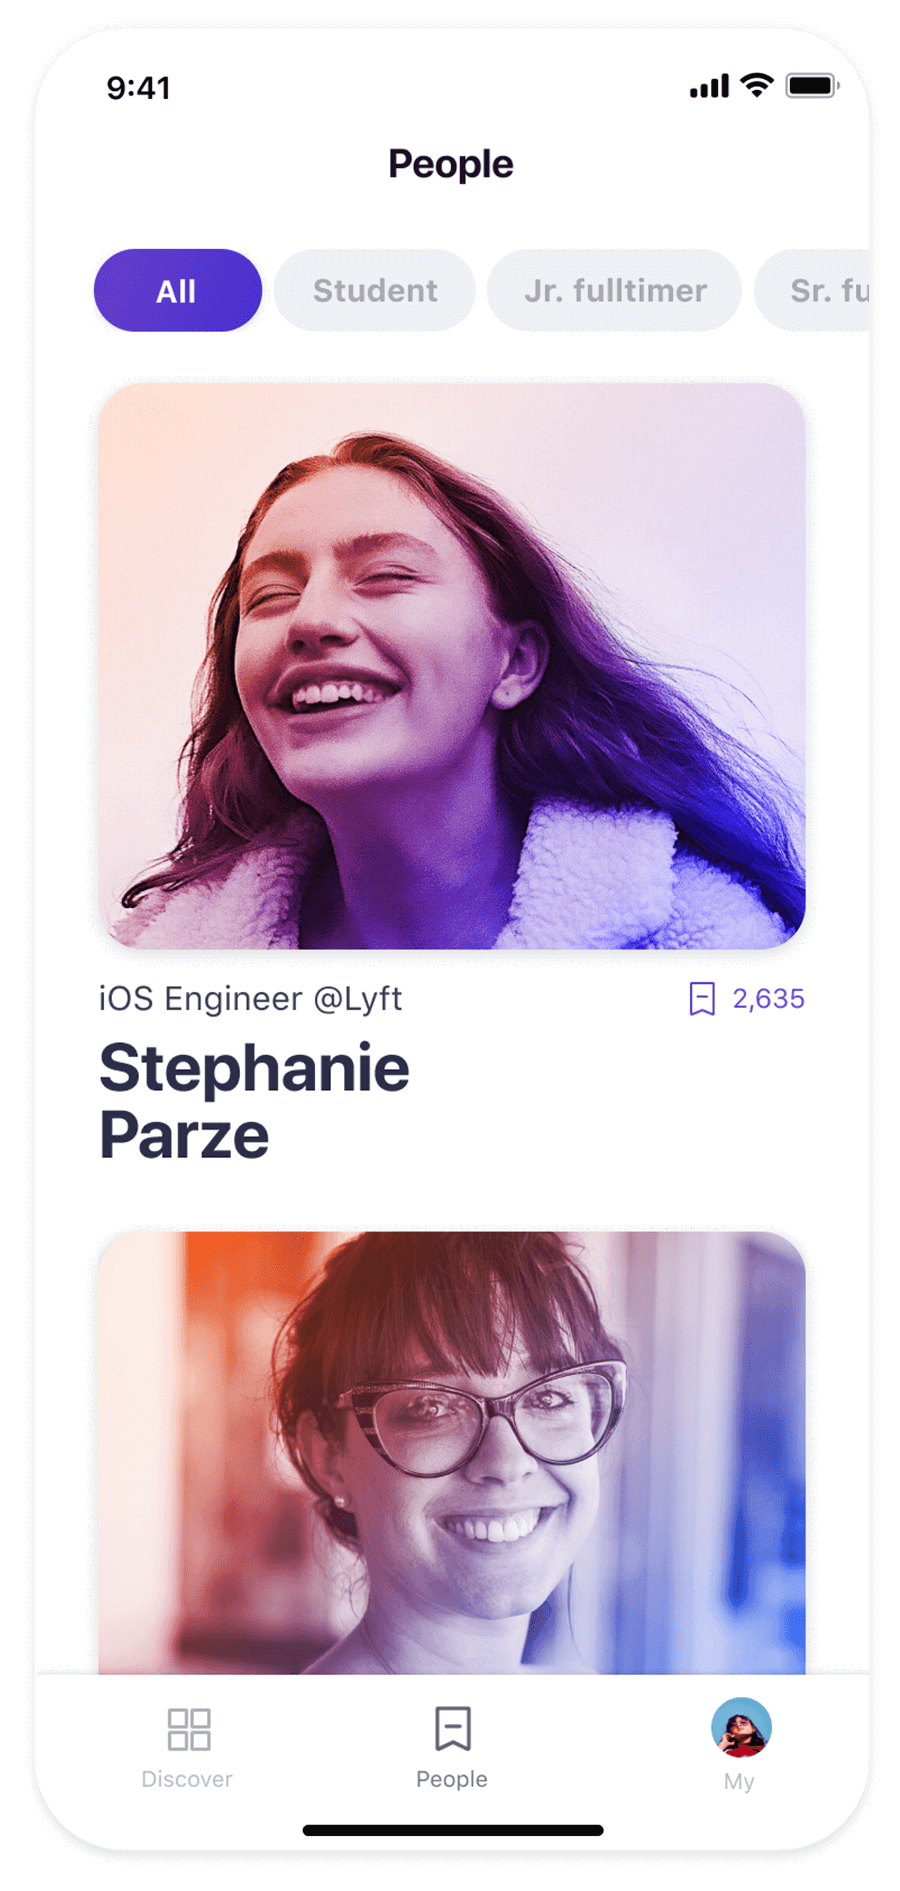 9:41
People
All Student Jr. fulltimer Sr. fu
iOS Engineer @Lyft 2,635
Stephanie
Parze
Discover People My